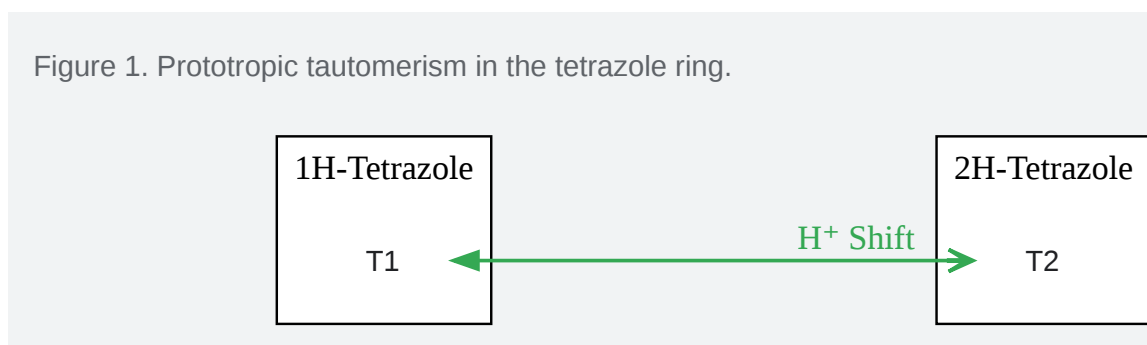 Figure 1. Prototropic tautomerism in the tetrazole ring.
1H-Tetrazole
2H-Tetrazole
H⁺ Shift
T1
T2